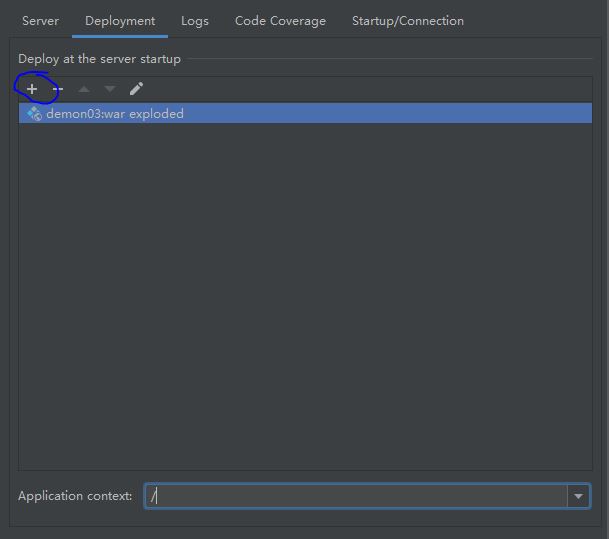 Server Deployment Logs Code Coverage Startup/Connection
Deploy at the server startup
demon03:war exploded
Application context: /